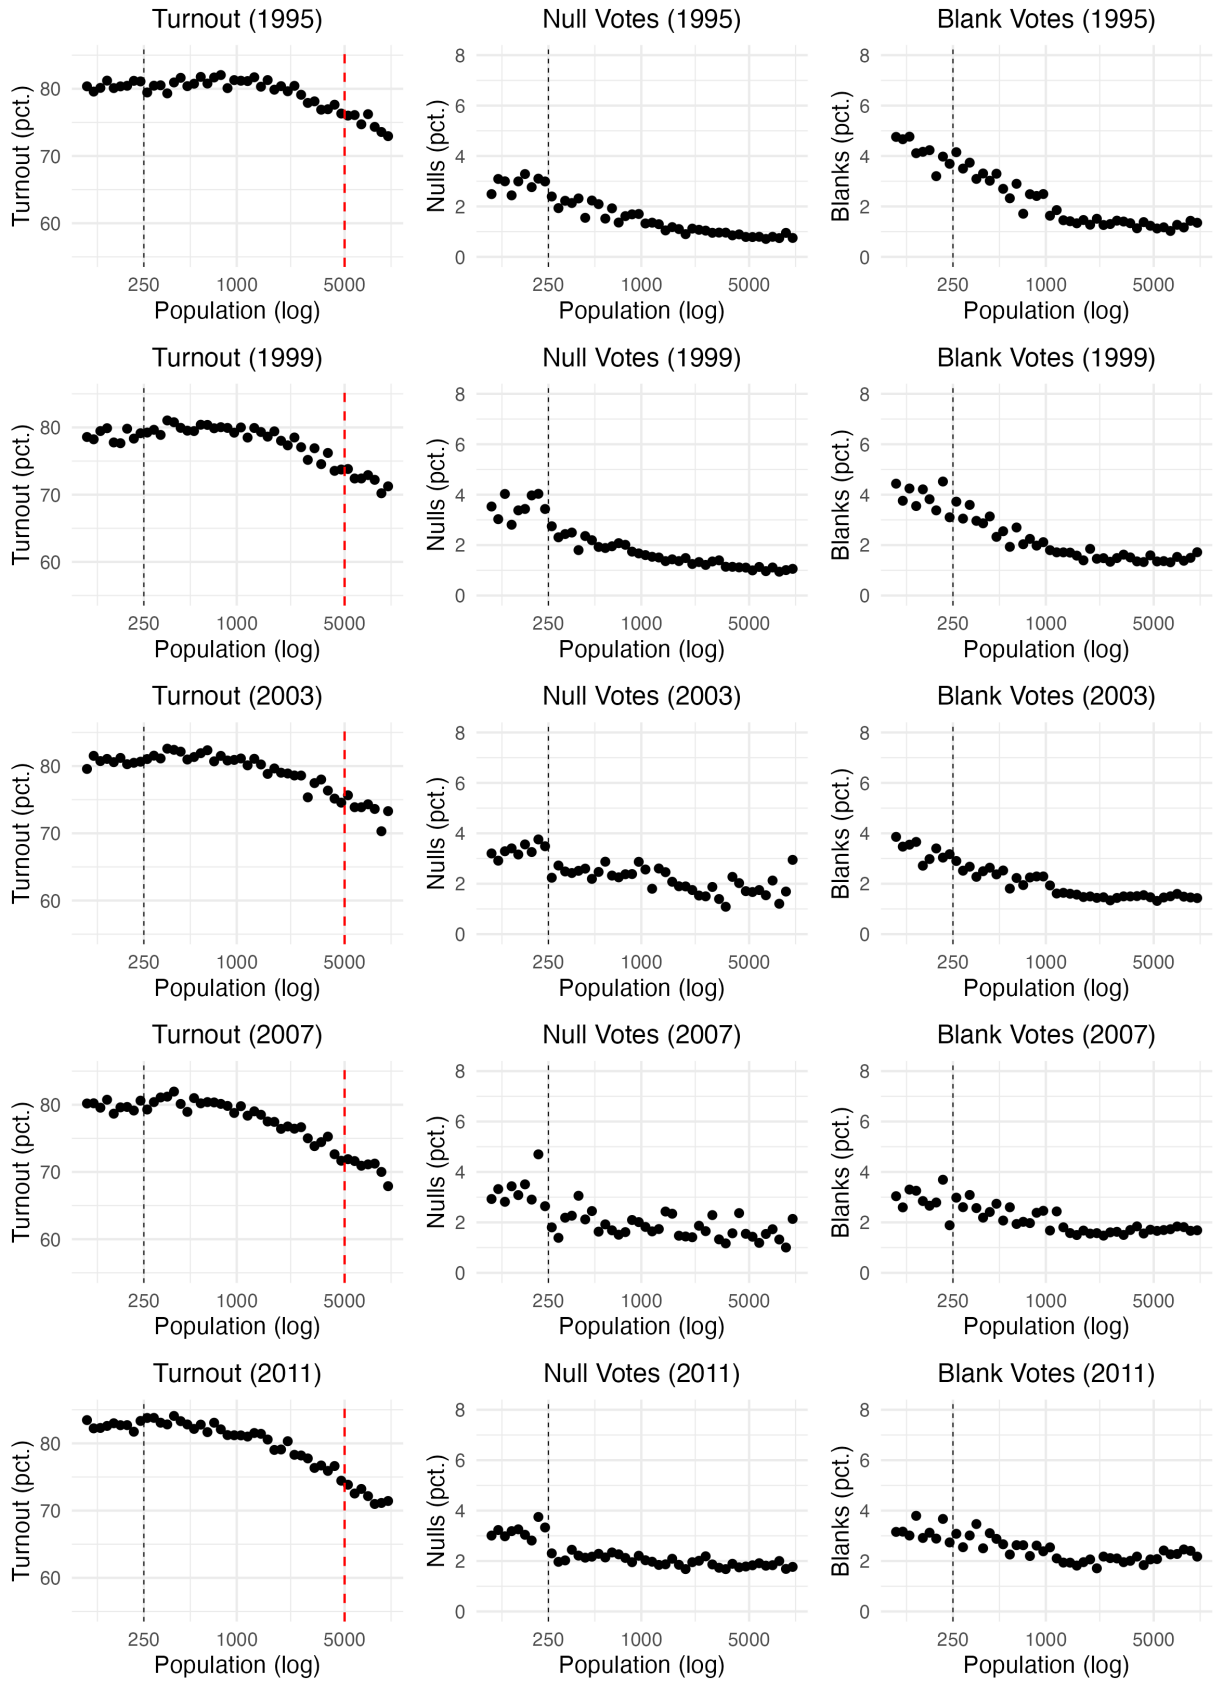 Turnout (1995)
Null Votes (1995)
Blank Votes (1995)
Turnout (pct.)
80
70
60
250
1000
5000
Population (log)
Nulls (pct.)
8
6
4
2
0
250
1000
5000
Population (log)
Blanks (pct.)
8
6
4
2
0
250
1000
5000
Population (log)
Turnout (1999)
Null Votes (1999)
Blank Votes (1999)
Turnout (pct.)
80
70
60
250
1000
5000
Population (log)
Nulls (pct.)
8
6
4
2
0
250
1000
5000
Population (log)
Blanks (pct.)
8
6
4
2
0
250
1000
5000
Population (log)
Turnout (2003)
Null Votes (2003)
Blank Votes (2003)
Turnout (pct.)
80
70
60
250
1000
5000
Population (log)
Nulls (pct.)
8
6
4
2
0
250
1000
5000
Population (log)
Blanks (pct.)
8
6
4
2
0
250
1000
5000
Population (log)
Turnout (2007)
Null Votes (2007)
Blank Votes (2007)
Turnout (pct.)
80
70
60
250
1000
5000
Population (log)
Nulls (pct.)
8
6
4
2
0
250
1000
5000
Population (log)
Blanks (pct.)
8
6
4
2
0
250
1000
5000
Population (log)
Turnout (2011)
Null Votes (2011)
Blank Votes (2011)
Turnout (pct.)
80
70
60
250
1000
5000
Population (log)
Nulls (pct.)
8
6
4
2
0
250
1000
5000
Population (log)
Blanks (pct.)
8
6
4
2
0
250
1000
5000
Population (log)